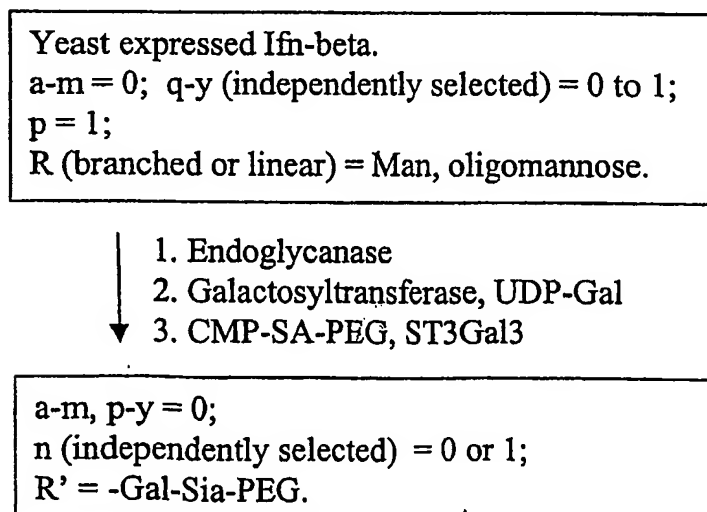 Yeast expressed Ifn-beta.
a-m = 0; q-y (independently selected) = 0 to 1;
p = 1;
R (branched or linear) = Man, oligomannose.
1. Endoglycanase
2. Galactosyltransferase, UDP-Gal
3. CMP-SA-PEG, ST3Gal3
a-m, p-y = 0;
n (independently selected) = 0 or 1;
R' = -Gal-Sia-PEG.